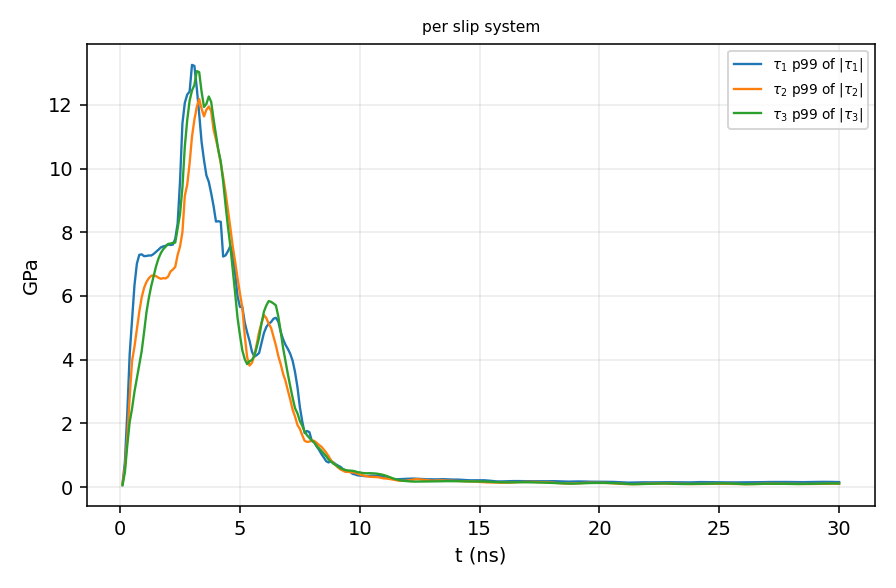 per slip system
τ₁ p99 of |τ₁|
τ₂ p99 of |τ₂|
τ₃ p99 of |τ₃|
GPa
12
10
8
6
4
2
0
0 5 10 15 20 25 30
t (ns)